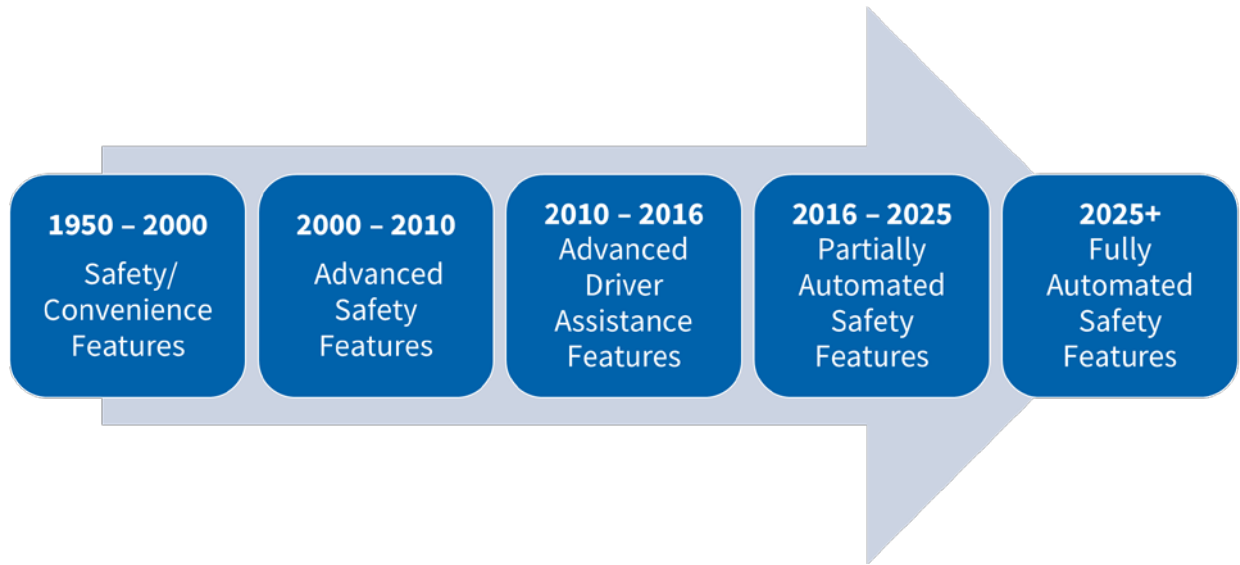 1950 – 2000
Safety/
Convenience
Features
2000 – 2010
Advanced
Safety
Features
2010 – 2016
Advanced
Driver
Assistance
Features
2016 – 2025
Partially
Automated
Safety
Features
2025+
Fully
Automated
Safety
Features